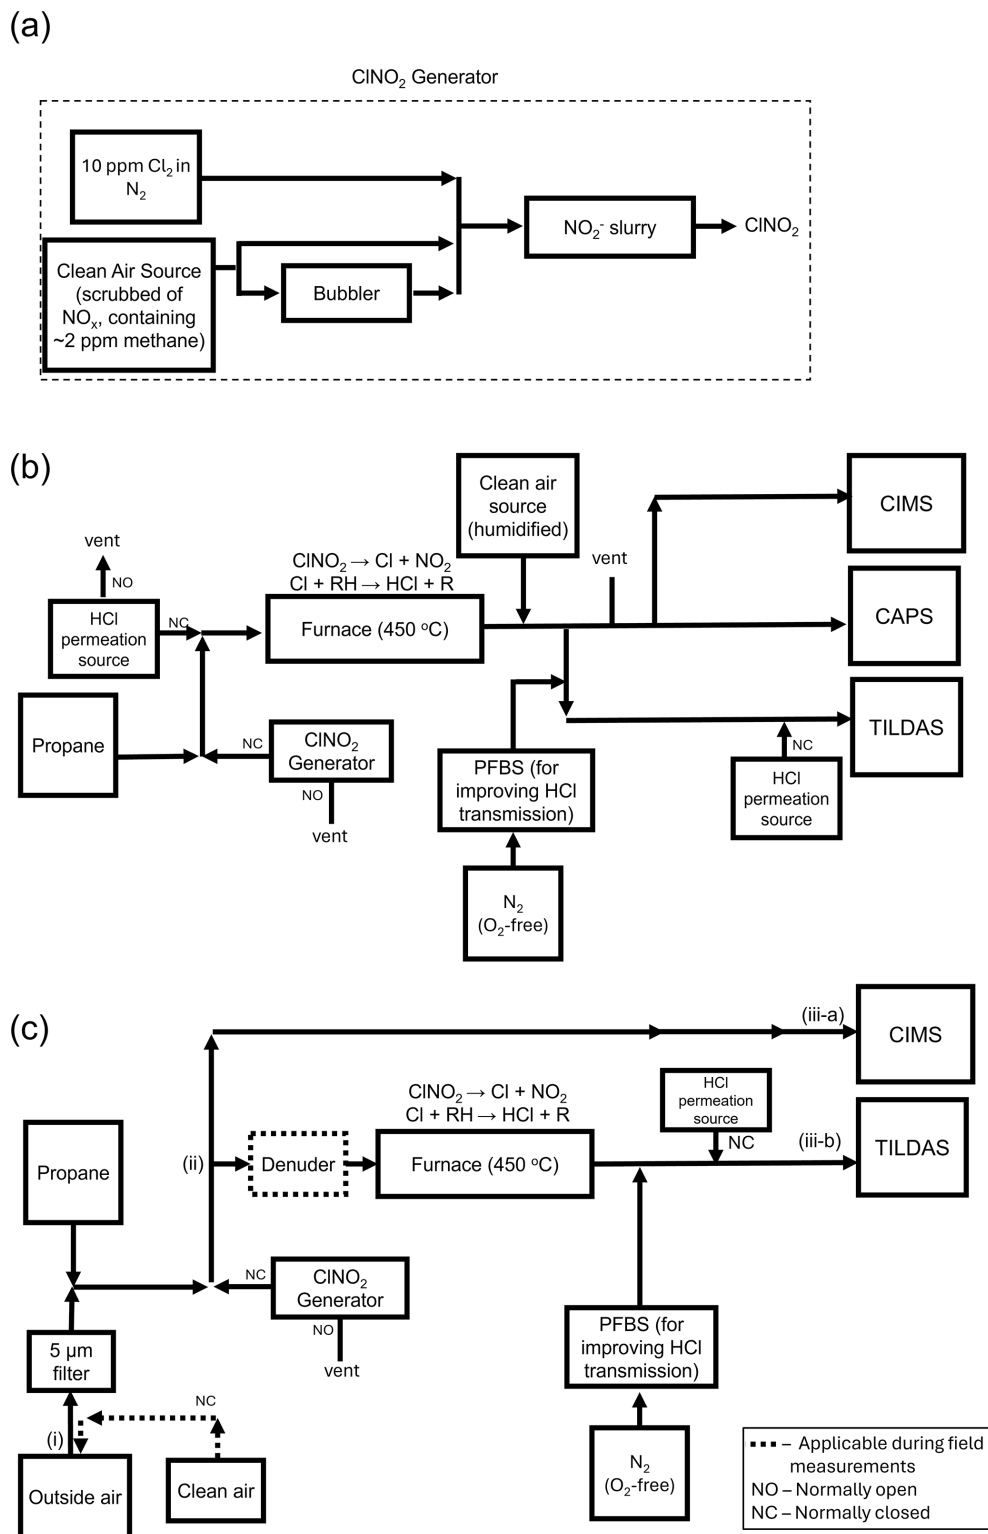 (a)
ClNO₂ Generator
10 ppm Cl₂ in
N₂
Clean Air Source
(scrubbed of
NOₓ, containing
~2 ppm methane)
Bubbler
NO₂⁻ slurry
ClNO₂
(b)
vent
NO
HCl
permeation
source
NC
Propane
NC
ClNO₂
Generator
NO
vent
ClNO₂ → Cl + NO₂
Cl + RH → HCl + R
Furnace (450 °C)
Clean air
source
(humidified)
vent
CIMS
CAPS
TILDAS
PFBS (for
improving HCl
transmission)
N₂
(O₂-free)
NC
HCl
permeation
source
(c)
(iii-a)
CIMS
Propane
(ii)
Denuder
ClNO₂ → Cl + NO₂
Cl + RH → HCl + R
Furnace (450 °C)
HCl
permeation
source
NC
(iii-b)
TILDAS
NC
ClNO₂
Generator
NO
vent
5 µm
filter
(i)
NC
Outside air
Clean air
PFBS (for
improving HCl
transmission)
N₂
(O₂-free)
– Applicable during field
measurements
NO – Normally open
NC – Normally closed